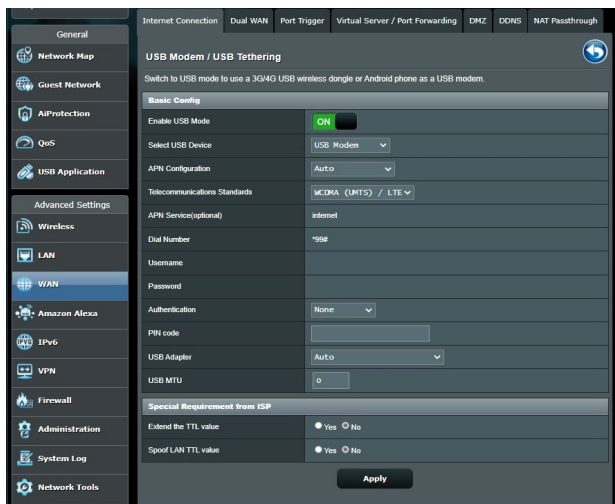 Internet Connection Dual WAN Port Trigger Virtual Server / Port Forwarding DMZ DDNS NAT Passthrough
General
Network Map
Guest Network
AiProtection
QoS
USB Application
Advanced Settings
Wireless
LAN
WAN
Amazon Alexa
IPv6
VPN
Firewall
Administration
System Log
Network Tools
USB Modem / USB Tethering
Switch to USB mode to use a 3G/4G USB wireless dongle or Android phone as a USB modem.
Basic Config
Enable USB Mode ON
Select USB Device USB Modem
APN Configuration Auto
Telecommunications Standards WCDMA (UMTS) / LTE
APN Service(optional) internet
Dial Number *99#
Username
Password
Authentication None
PIN code
USB Adapter Auto
USB MTU 0
Special Requirement from ISP
Extend the TTL value Yes No
Spoof LAN TTL value Yes No
Apply